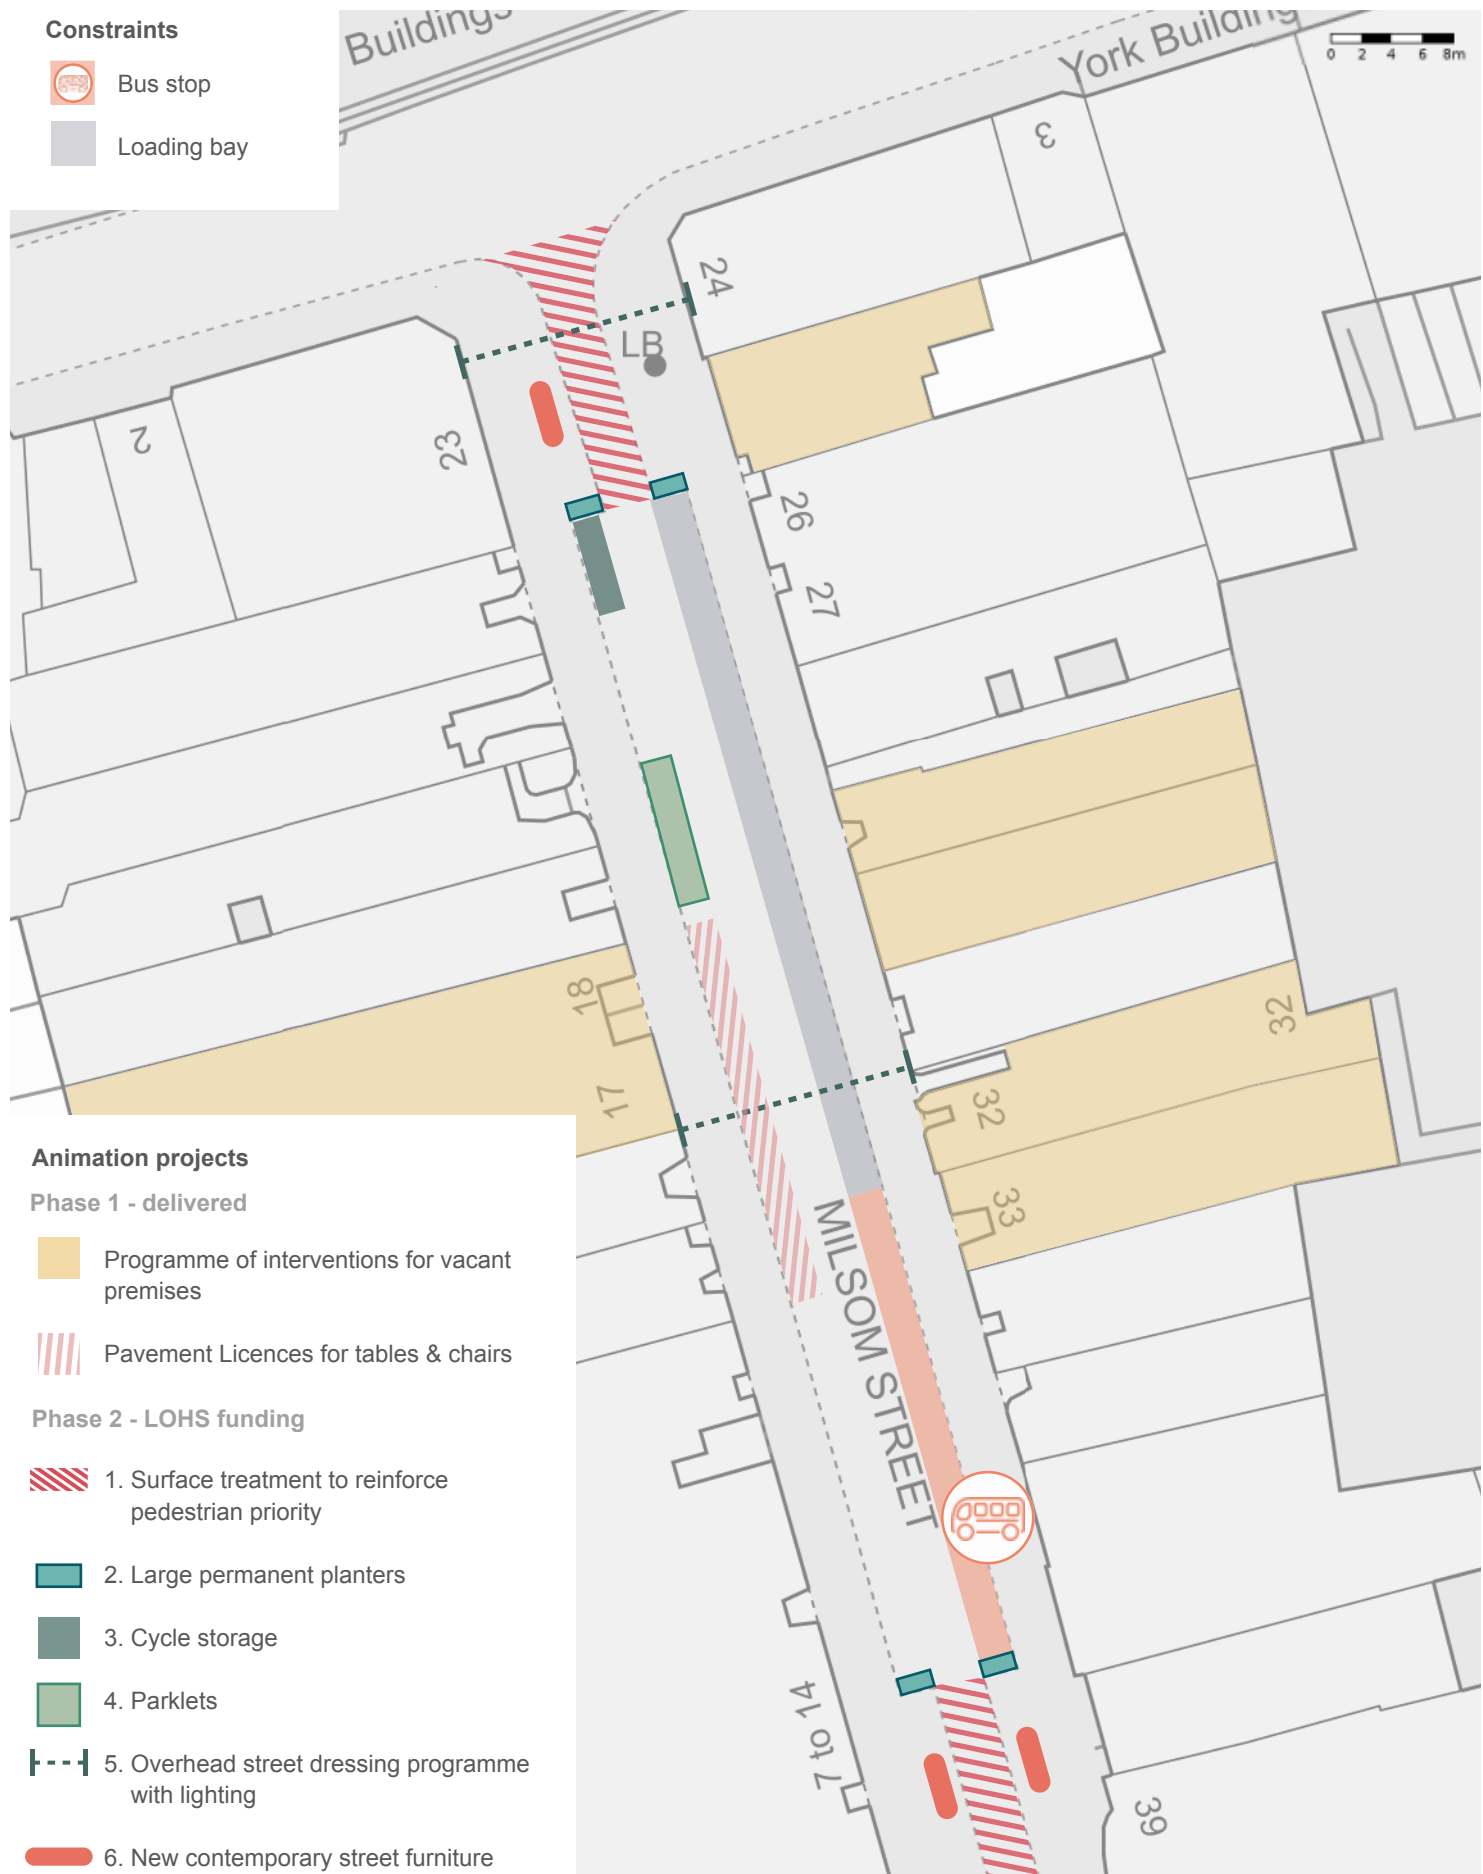 Constraints
Bus stop
Loading bay
Buildings
York Building
0 2 4 6 8m
3
24
LB
2
23
26
27
18
17
32
32
33
MILSOM STREET
14 to 7
39
Animation projects
Phase 1 - delivered
Programme of interventions for vacant
premises
Pavement Licences for tables & chairs
Phase 2 - LOHS funding
1. Surface treatment to reinforce
pedestrian priority
2. Large permanent planters
3. Cycle storage
4. Parklets
5. Overhead street dressing programme
with lighting
6. New contemporary street furniture